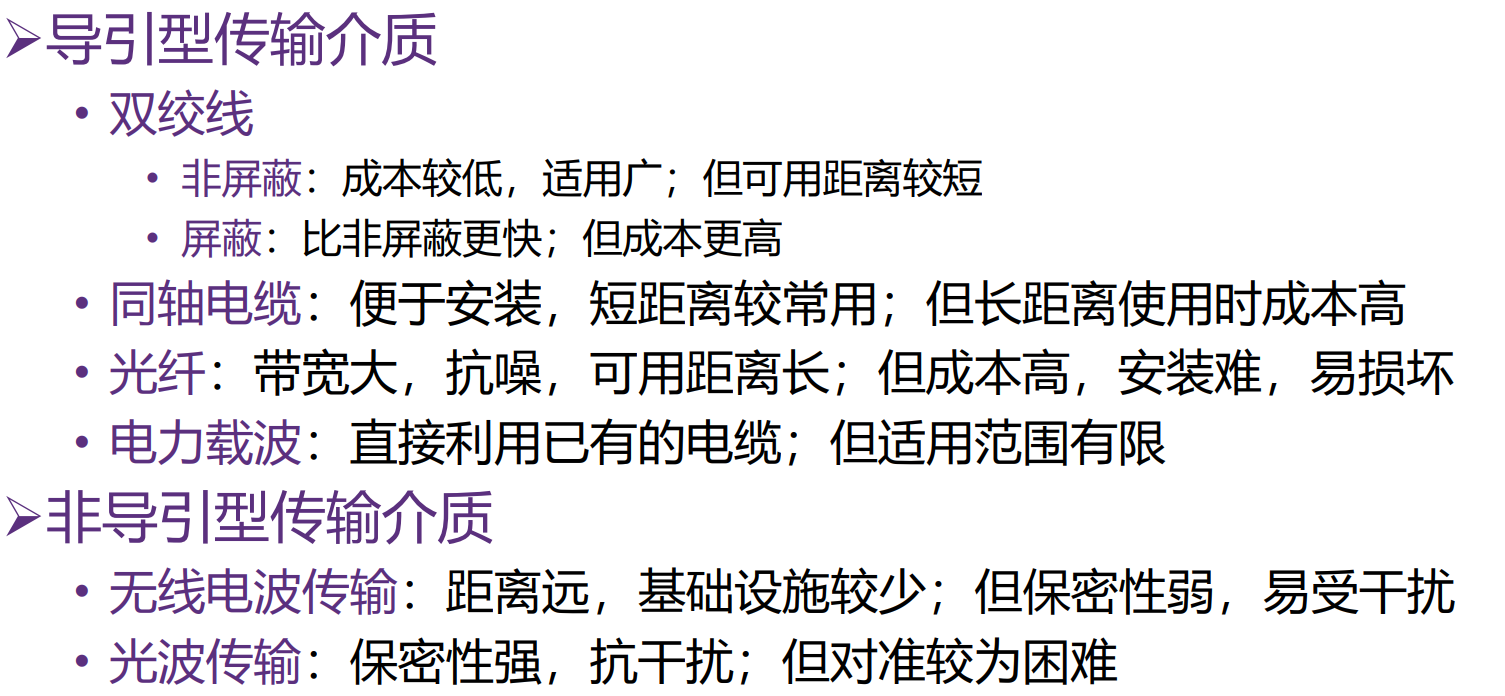 ➢导引型传输介质
• 双绞线
• 非屏蔽：成本较低，适用广；但可用距离较短
• 屏蔽：比非屏蔽更快；但成本更高
• 同轴电缆：便于安装，短距离较常用；但长距离使用时成本高
• 光纤：带宽大，抗噪，可用距离长；但成本高，安装难，易损坏
• 电力载波：直接利用已有的电缆；但适用范围有限
➢非导引型传输介质
• 无线电波传输：距离远，基础设施较少；但保密性弱，易受干扰
• 光波传输：保密性强，抗干扰；但对准较为困难